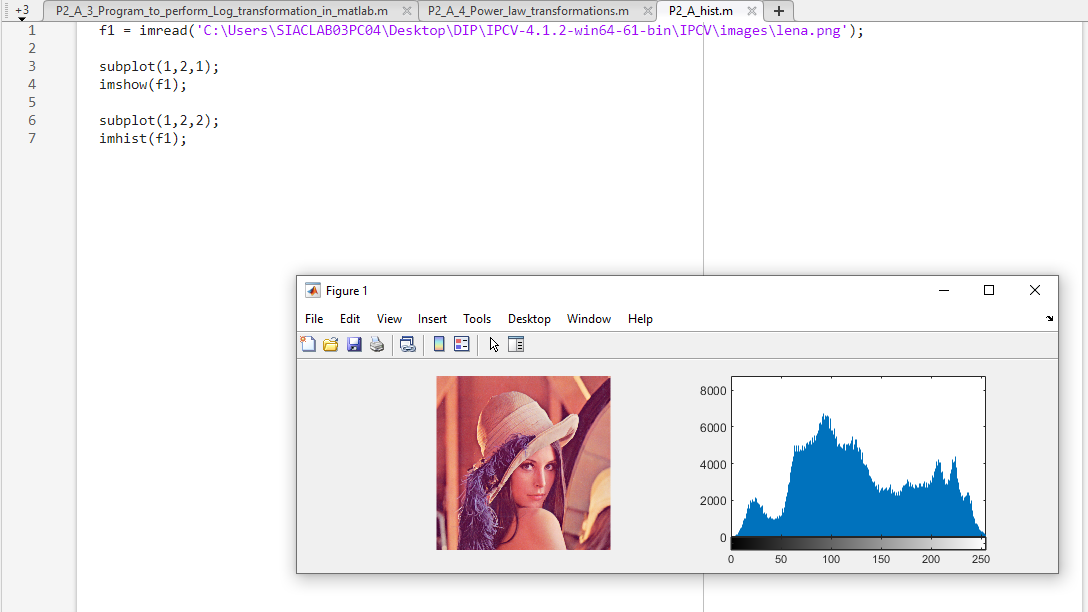 +3 P2_A_3_Program_to_perform_Log_transformation_in_matlab.m P2_A_4_Power_law_transformations.m P2_A_hist.m
1 f1 = imread('C:\Users\SIACLAB03PC04\Desktop\DIP\IPCV-4.1.2-win64-61-bin\IPCV\images\lena.png');
2
3 subplot(1,2,1);
4 imshow(f1);
5
6 subplot(1,2,2);
7 imhist(f1);
Figure 1
File Edit View Insert Tools Desktop Window Help
8000
6000
4000
2000
0
0 50 100 150 200 250